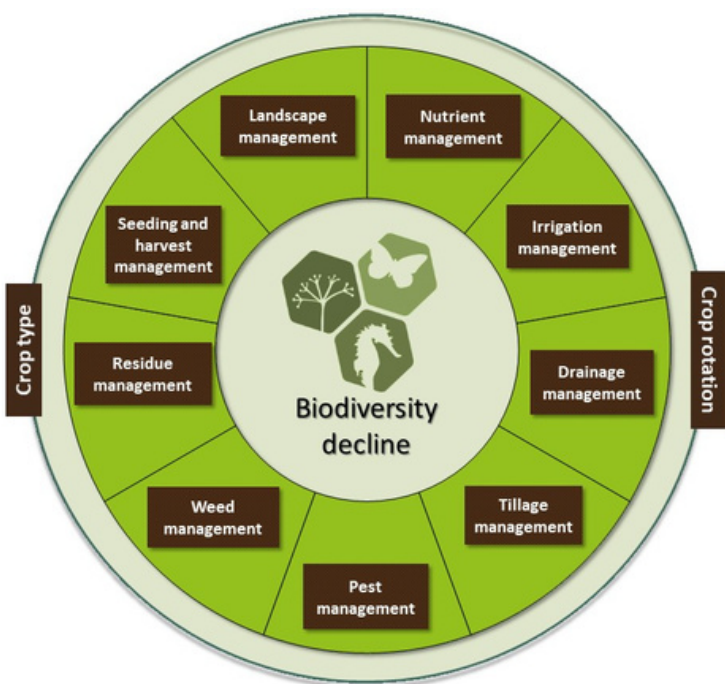 Landscape
management
Nutrient
management
Seeding and
harvest
management
Irrigation
management
Crop type
Crop rotation
Residue
management
Drainage
management
Biodiversity
decline
Weed
management
Tillage
management
Pest
management